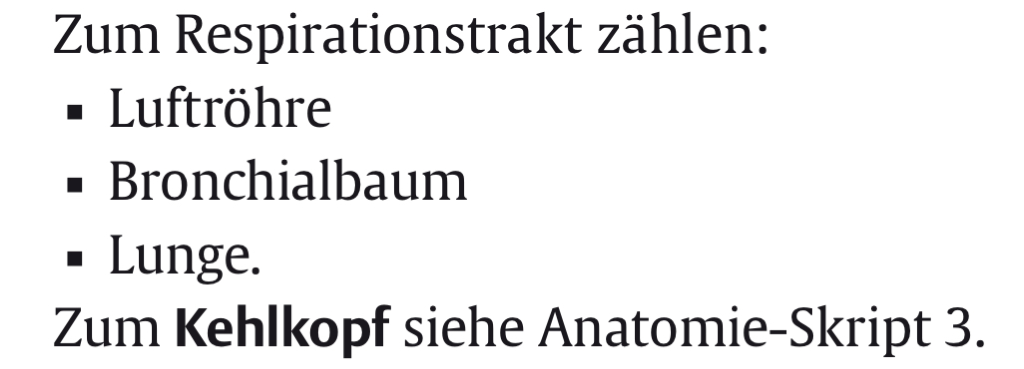 Zum Respirationstrakt zählen:
▪ Luftröhre
▪ Bronchialbaum
▪ Lunge.
Zum Kehlkopf siehe Anatomie-Skript 3.